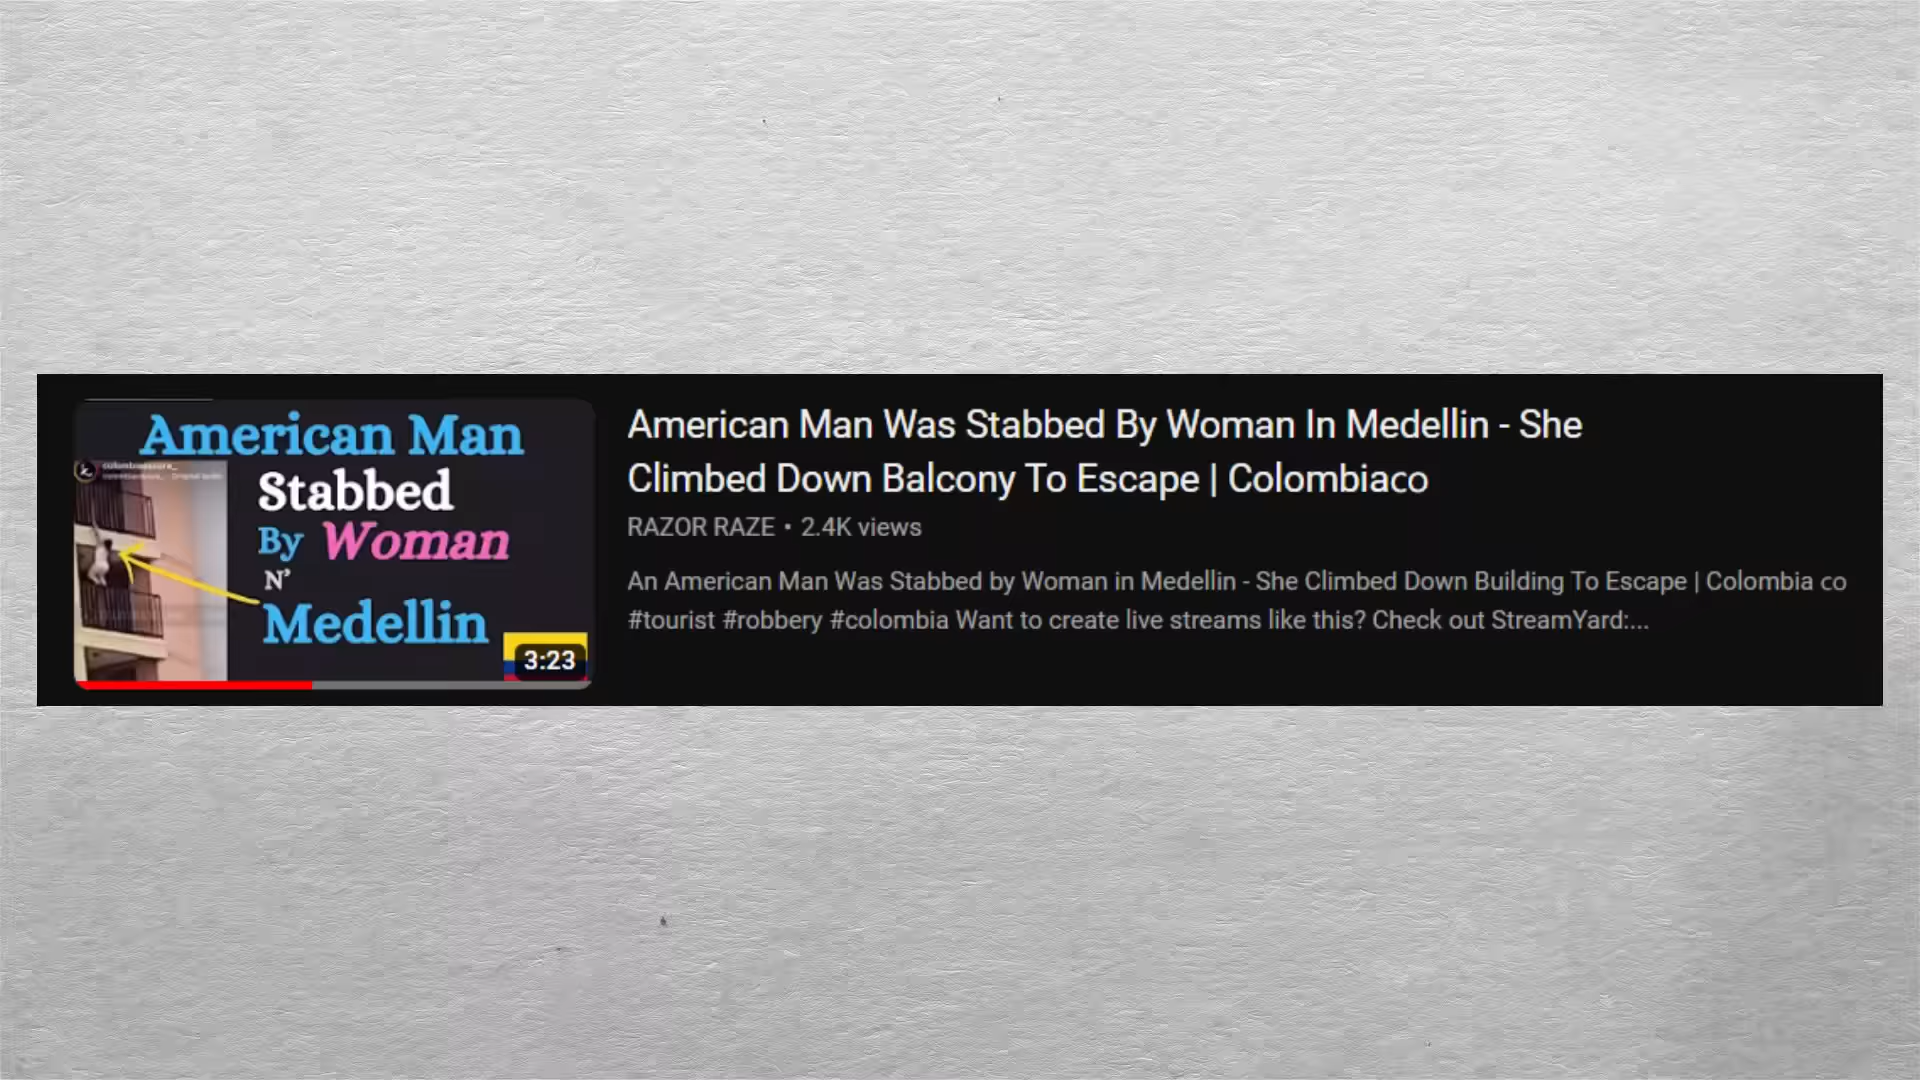 American Man
Stabbed
By Woman
N’
Medellin
3:23
American Man Was Stabbed By Woman In Medellin - She
Climbed Down Balcony To Escape | Colombiaco
RAZOR RAZE • 2.4K views
An American Man Was Stabbed by Woman in Medellin - She Climbed Down Building To Escape | Colombia co
#tourist #robbery #colombia Want to create live streams like this? Check out StreamYard:...